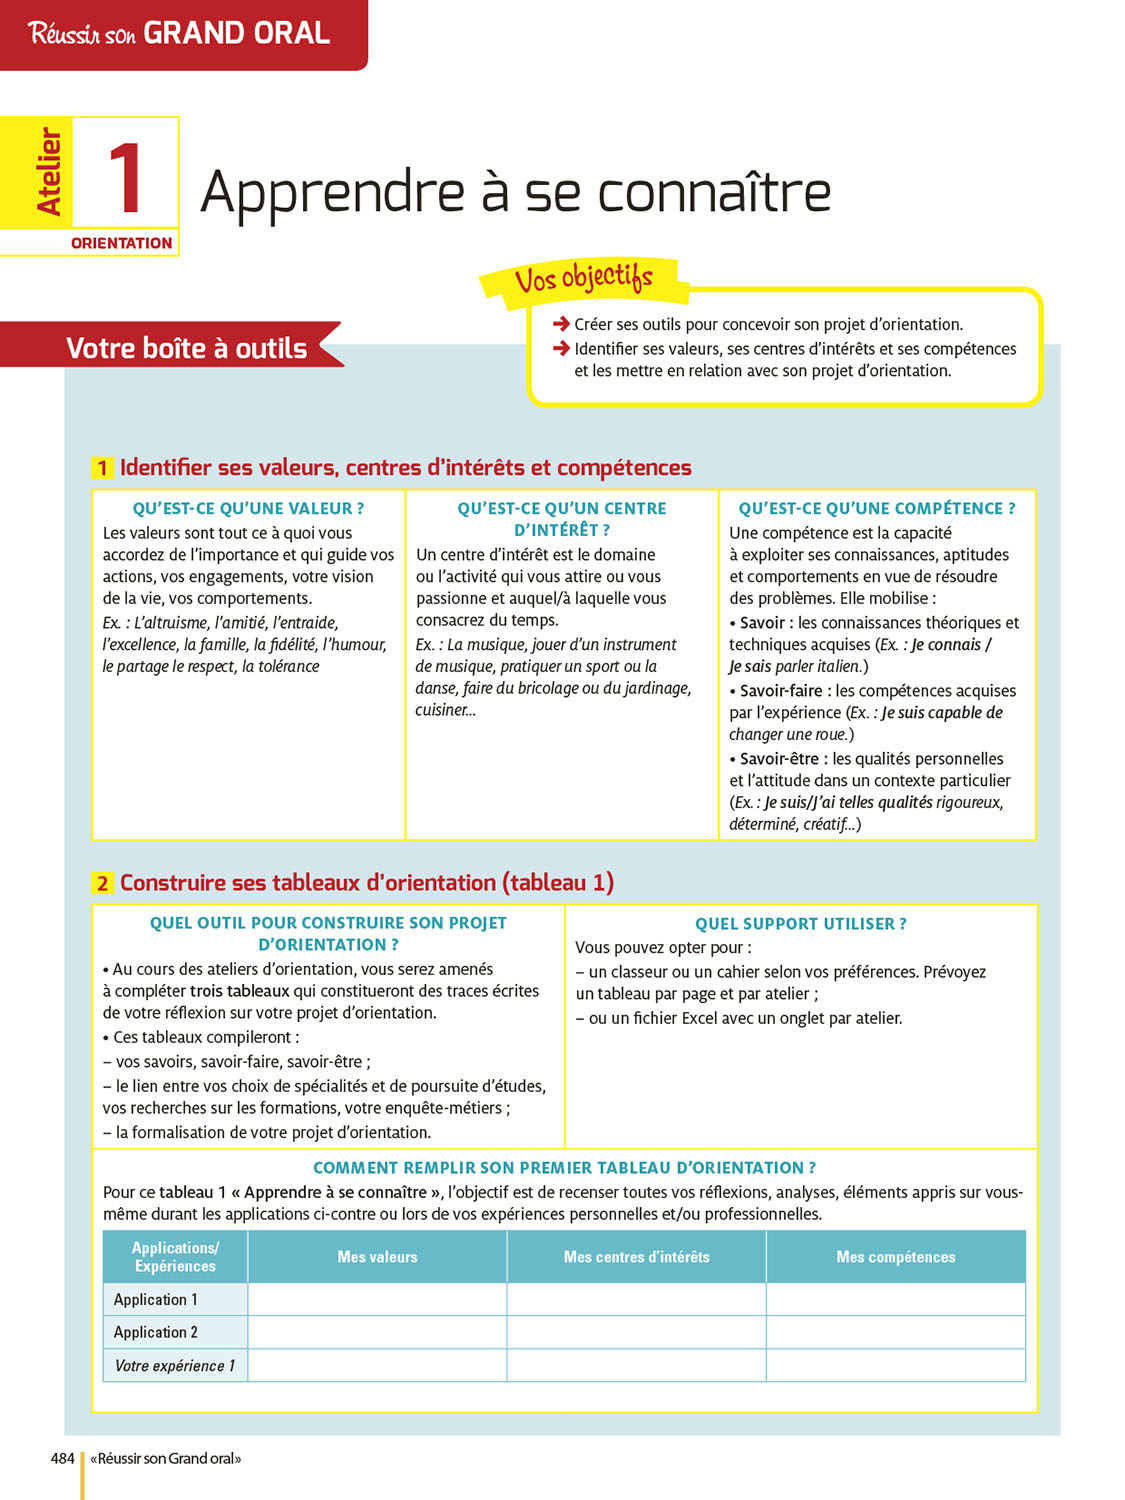 Réussir son GRAND ORAL
Atelier
1
ORIENTATION
Apprendre à se connaître
Vos objectifs
→ Créer ses outils pour concevoir son projet d’orientation.
→ Identifier ses valeurs, ses centres d’intérêts et ses compétences
et les mettre en relation avec son projet d’orientation.
Votre boîte à outils
1 Identifier ses valeurs, centres d’intérêts et compétences
QU’EST-CE QU’UNE VALEUR ?
Les valeurs sont tout ce à quoi vous
accordez de l’importance et qui guide vos
actions, vos engagements, votre vision
de la vie, vos comportements.
Ex. : L’altruisme, l’amitié, l’entraide,
l’excellence, la famille, la fidélité, l’humour,
le partage le respect, la tolérance
QU’EST-CE QU’UN CENTRE
D’INTÉRÊT ?
Un centre d’intérêt est le domaine
ou l’activité qui vous attire ou vous
passionne et auquel/à laquelle vous
consacrez du temps.
Ex. : La musique, jouer d’un instrument
de musique, pratiquer un sport ou la
danse, faire du bricolage ou du jardinage,
cuisiner...
QU’EST-CE QU’UNE COMPÉTENCE ?
Une compétence est la capacité
à exploiter ses connaissances, aptitudes
et comportements en vue de résoudre
des problèmes. Elle mobilise :
• Savoir : les connaissances théoriques et
techniques acquises (Ex. : Je connais /
Je sais parler italien.)
• Savoir-faire : les compétences acquises
par l’expérience (Ex. : Je suis capable de
changer une roue.)
• Savoir-être : les qualités personnelles
et l’attitude dans un contexte particulier
(Ex. : Je suis/J’ai telles qualités rigoureux,
déterminé, créatif...)
2 Construire ses tableaux d’orientation (tableau 1)
QUEL OUTIL POUR CONSTRUIRE SON PROJET
D’ORIENTATION ?
• Au cours des ateliers d’orientation, vous serez amenés
à compléter trois tableaux qui constitueront des traces écrites
de votre réflexion sur votre projet d’orientation.
• Ces tableaux compileront :
– vos savoirs, savoir-faire, savoir-être ;
– le lien entre vos choix de spécialités et de poursuite d’études,
vos recherches sur les formations, votre enquête-métiers ;
– la formalisation de votre projet d’orientation.
QUEL SUPPORT UTILISER ?
Vous pouvez opter pour :
– un classeur ou un cahier selon vos préférences. Prévoyez
un tableau par page et par atelier ;
– ou un fichier Excel avec un onglet par atelier.
COMMENT REMPLIR SON PREMIER TABLEAU D’ORIENTATION ?
Pour ce tableau 1 « Apprendre à se connaître », l’objectif est de recenser toutes vos réflexions, analyses, éléments appris sur vous-
même durant les applications ci-contre ou lors de vos expériences personnelles et/ou professionnelles.
Applications/
Expériences
Mes valeurs
Mes centres d’intérêts
Mes compétences
Application 1
Application 2
Votre expérience 1
484
«Réussir son Grand oral»